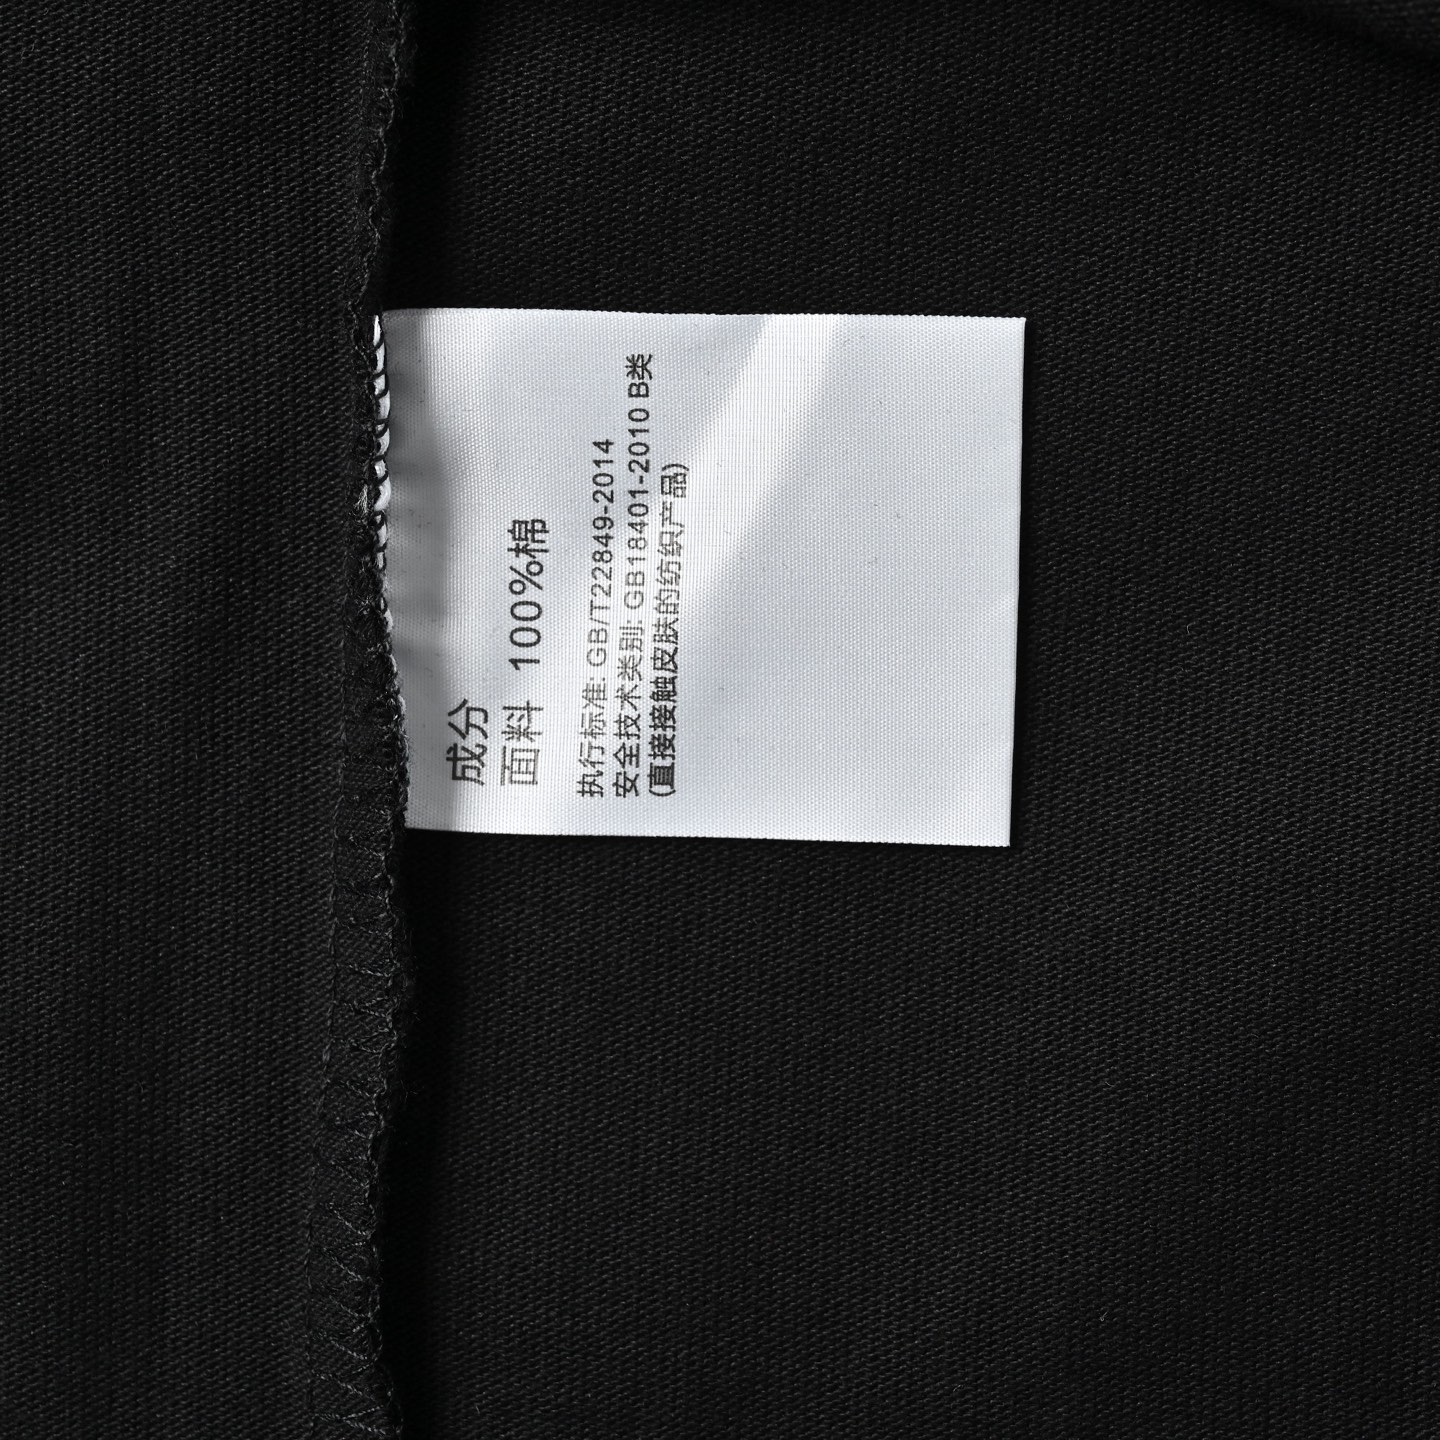 成分
面料 100%棉
执行标准: GB/T22849-2014
安全技术类别: GB18401-2010 B类
(直接接触皮肤的纺织产品)